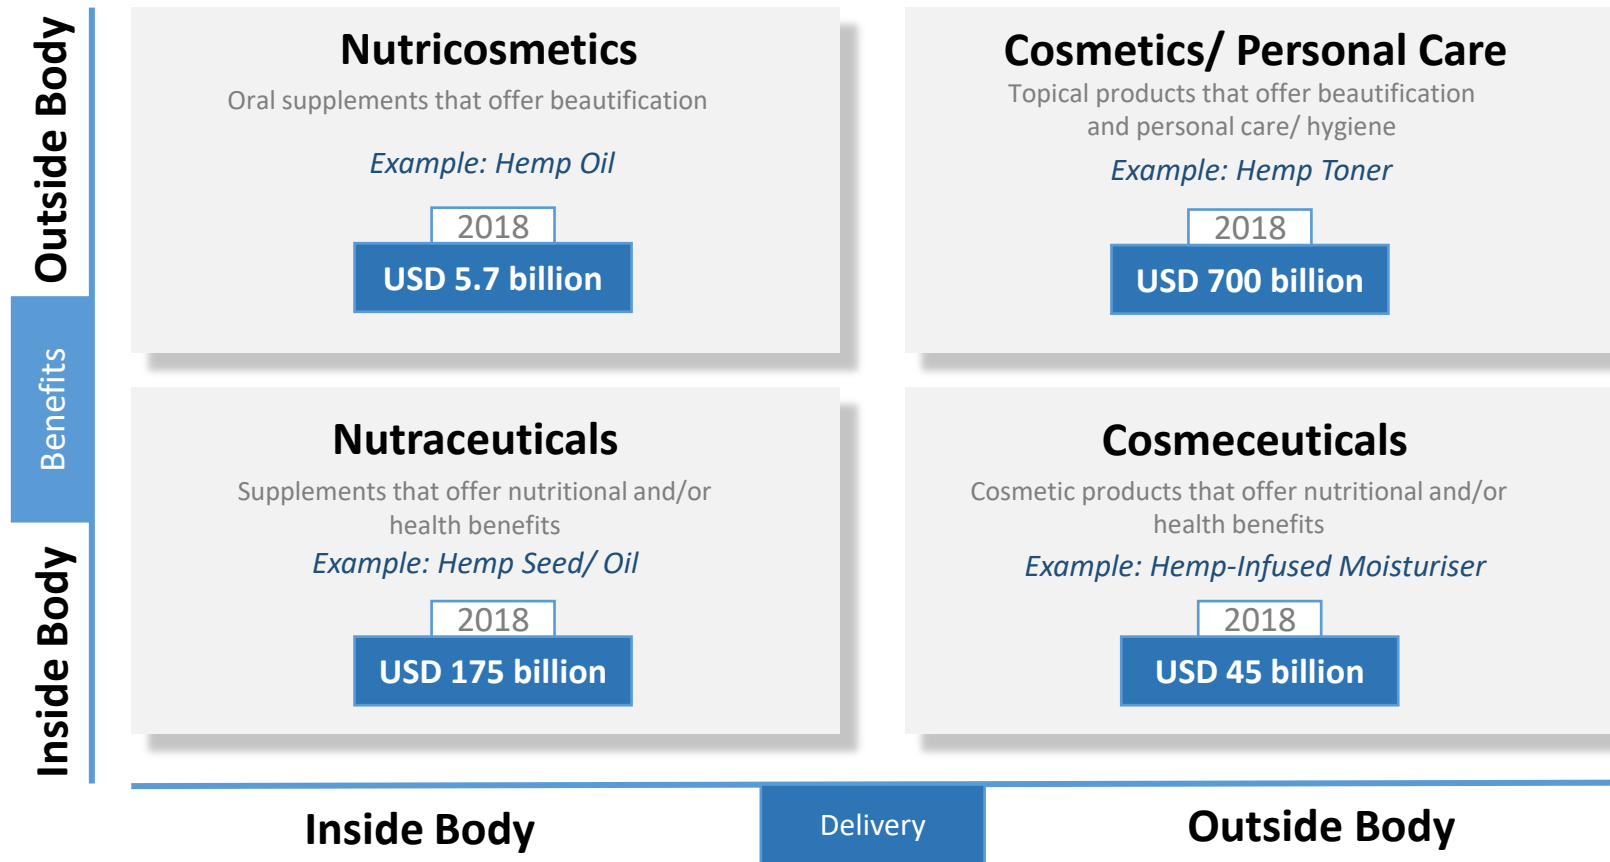 Outside Body
Benefits
Inside Body
Nutricosmetics
Oral supplements that offer beautification
Example: Hemp Oil
2018
USD 5.7 billion
Cosmetics/ Personal Care
Topical products that offer beautification
and personal care/ hygiene
Example: Hemp Toner
2018
USD 700 billion
Nutraceuticals
Supplements that offer nutritional and/or
health benefits
Example: Hemp Seed/ Oil
2018
USD 175 billion
Cosmeceuticals
Cosmetic products that offer nutritional and/or
health benefits
Example: Hemp-Infused Moisturiser
2018
USD 45 billion
Inside Body
Delivery
Outside Body